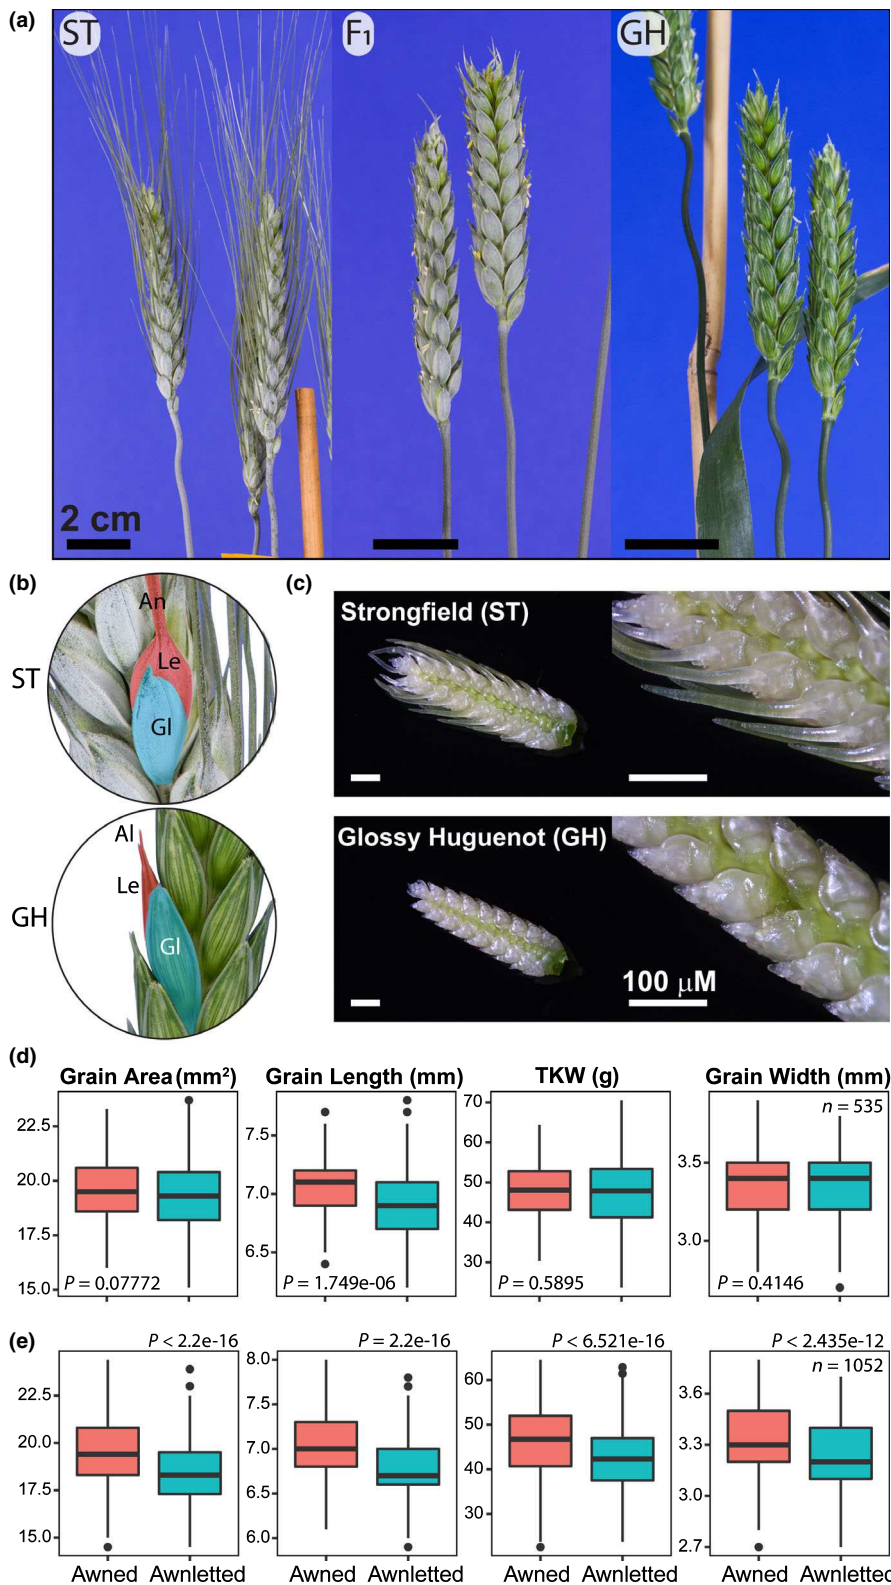 (a)
ST
F1
GH
2 cm
(b)
ST
An
Le
Gl
GH
Al
Le
Gl
(c)
Strongfield (ST)
Glossy Huguenot (GH)
100 µM
(d)
Grain Area (mm²)
Grain Length (mm)
TKW (g)
Grain Width (mm)
22.5
20.0
17.5
15.0
P = 0.07772
7.5
7.0
6.5
P = 1.749e-06
70
60
50
40
30
P = 0.5895
n = 535
3.5
3.0
P = 0.4146
(e)
P < 2.2e-16
22.5
20.0
17.5
15.0
Awned
Awnletted
P = 2.2e-16
8.0
7.0
6.5
6.0
Awned
Awnletted
P < 6.521e-16
60
50
40
30
Awned
Awnletted
P < 2.435e-12
n = 1052
3.6
3.3
3.0
2.7
Awned
Awnletted